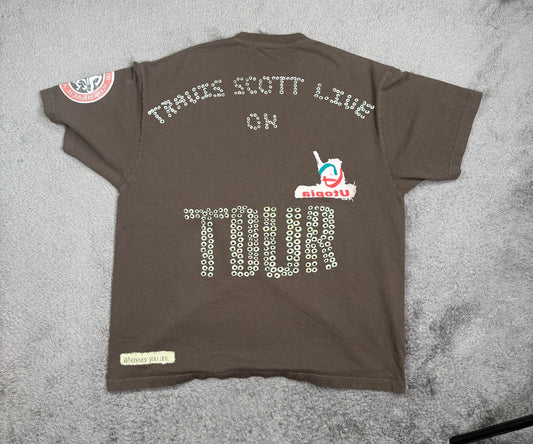 TRAVIS SCOTT LIVE
ON
Utopia
TOUR
Wherever you are.